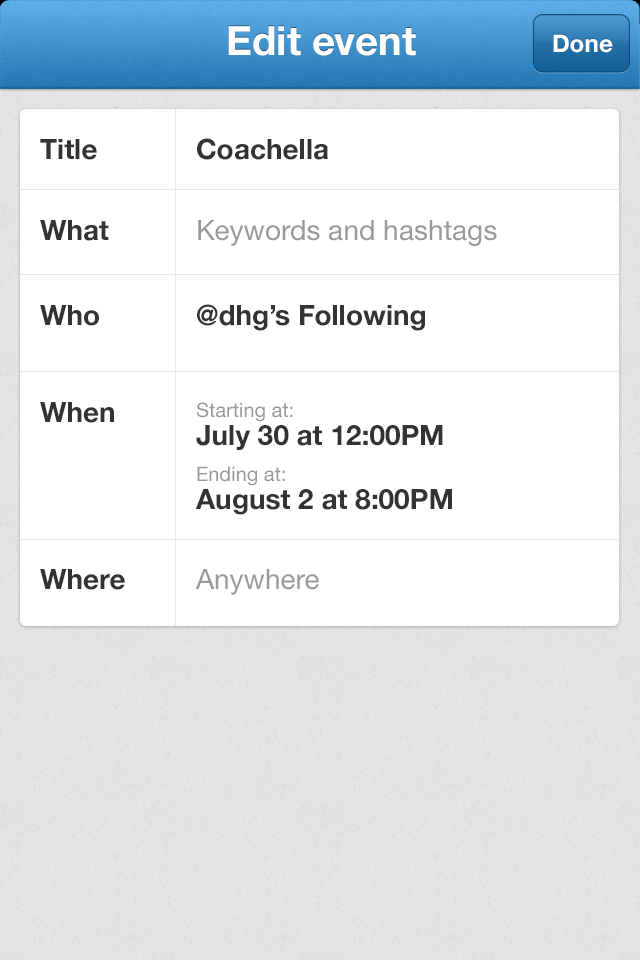 Edit event
Done
Title
Coachella
What
Keywords and hashtags
Who
@dhg’s Following
When
Starting at:
July 30 at 12:00PM
Ending at:
August 2 at 8:00PM
Where
Anywhere